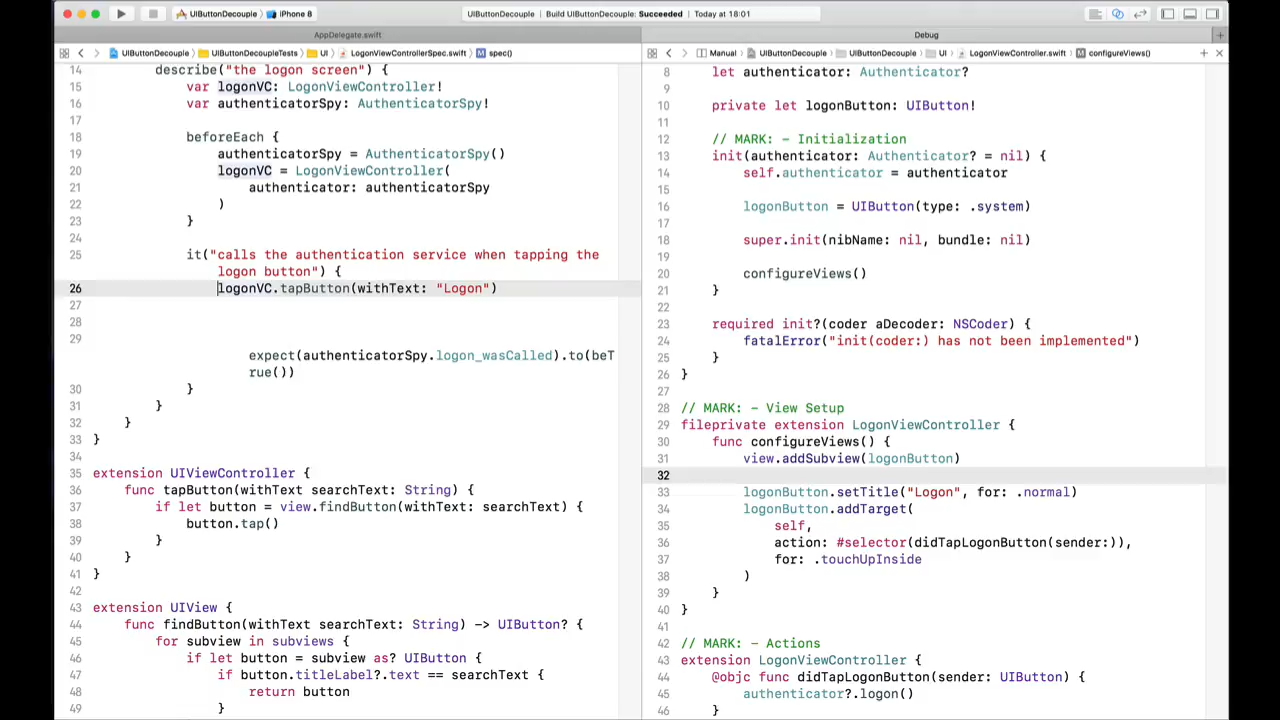 UIButtonDecouple iPhone 8
UIButtonDecouple | Build UIButtonDecouple: Succeeded | Today at 18:01
AppDelegate.swift
Debug
UIButtonDecouple UIButtonDecoupleTests UI LogonViewControllerSpec.swift M spec()
Manual UIButtonDecouple UIButtonDecouple UI LogonViewController.swift M configureViews()
14 describe("the logon screen") {
15 var logonVC: LogonViewController!
16 var authenticatorSpy: AuthenticatorSpy!
17
18 beforeEach {
19 authenticatorSpy = AuthenticatorSpy()
20 logonVC = LogonViewController(
21 authenticator: authenticatorSpy
22 )
23 }
24
25 it("calls the authentication service when tapping the
logon button") {
26 logonVC.tapButton(withText: "Logon")
27
28
29
expect(authenticatorSpy.logon_wasCalled).to(beT
rue())
30 }
31 }
32 }
33 }
34
35 extension UIViewController {
36 func tapButton(withText searchText: String) {
37 if let button = view.findButton(withText: searchText) {
38 button.tap()
39 }
40 }
41 }
42
43 extension UIView {
44 func findButton(withText searchText: String) -> UIButton? {
45 for subview in subviews {
46 if let button = subview as? UIButton {
47 if button.titleLabel?.text == searchText {
48 return button
49 }
8 let authenticator: Authenticator?
9
10 private let logonButton: UIButton!
11
12 // MARK: - Initialization
13 init(authenticator: Authenticator? = nil) {
14 self.authenticator = authenticator
15
16 logonButton = UIButton(type: .system)
17
18 super.init(nibName: nil, bundle: nil)
19
20 configureViews()
21 }
22
23 required init?(coder aDecoder: NSCoder) {
24 fatalError("init(coder:) has not been implemented")
25 }
26 }
27
28 // MARK: - View Setup
29 fileprivate extension LogonViewController {
30 func configureViews() {
31 view.addSubview(logonButton)
32
33 logonButton.setTitle("Logon", for: .normal)
34 logonButton.addTarget(
35 self,
36 action: #selector(didTapLogonButton(sender:)),
37 for: .touchUpInside
38 )
39 }
40 }
41
42 // MARK: - Actions
43 extension LogonViewController {
44 @objc func didTapLogonButton(sender: UIButton) {
45 authenticator?.logon()
46 }